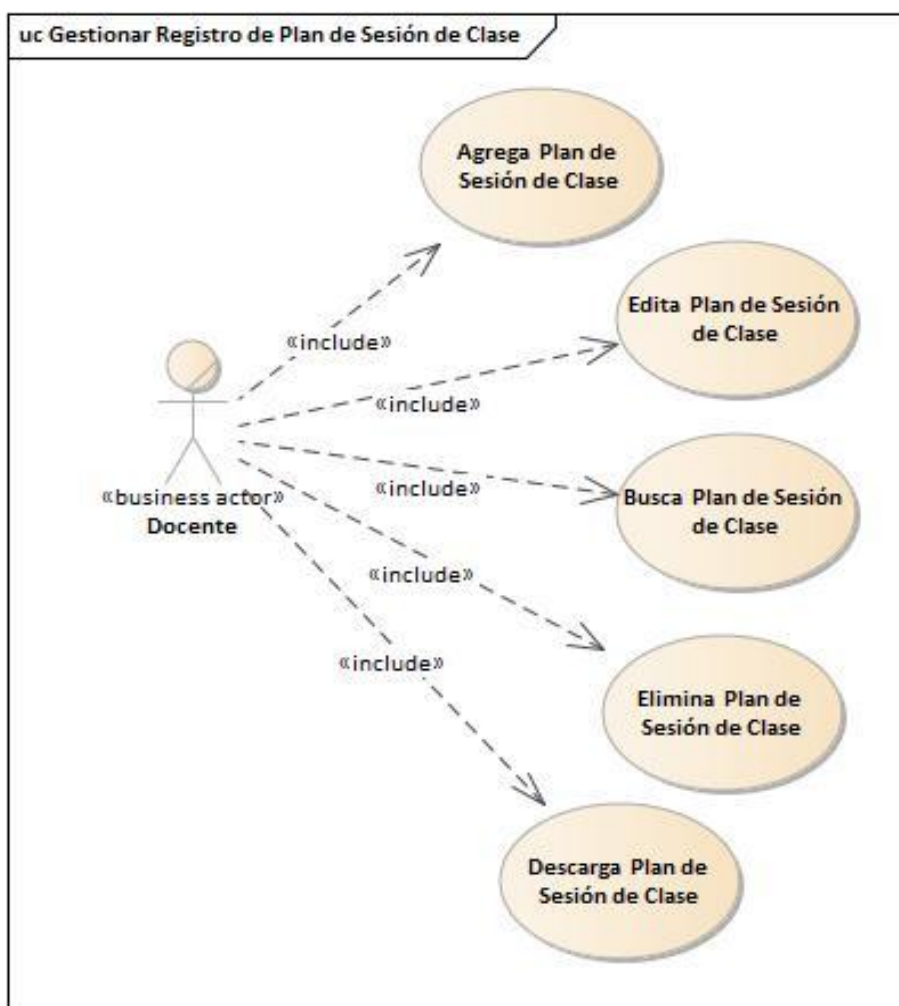 uc Gestionar Registro de Plan de Sesión de Clase
Agrega Plan de
Sesión de Clase
Edita Plan de Sesión
de Clase
«include»
«include»
«include»
Busca Plan de Sesión
de Clase
«business actor»
Docente
«include»
«include»
Elimina Plan de
Sesión de Clase
Descarga Plan de
Sesión de Clase